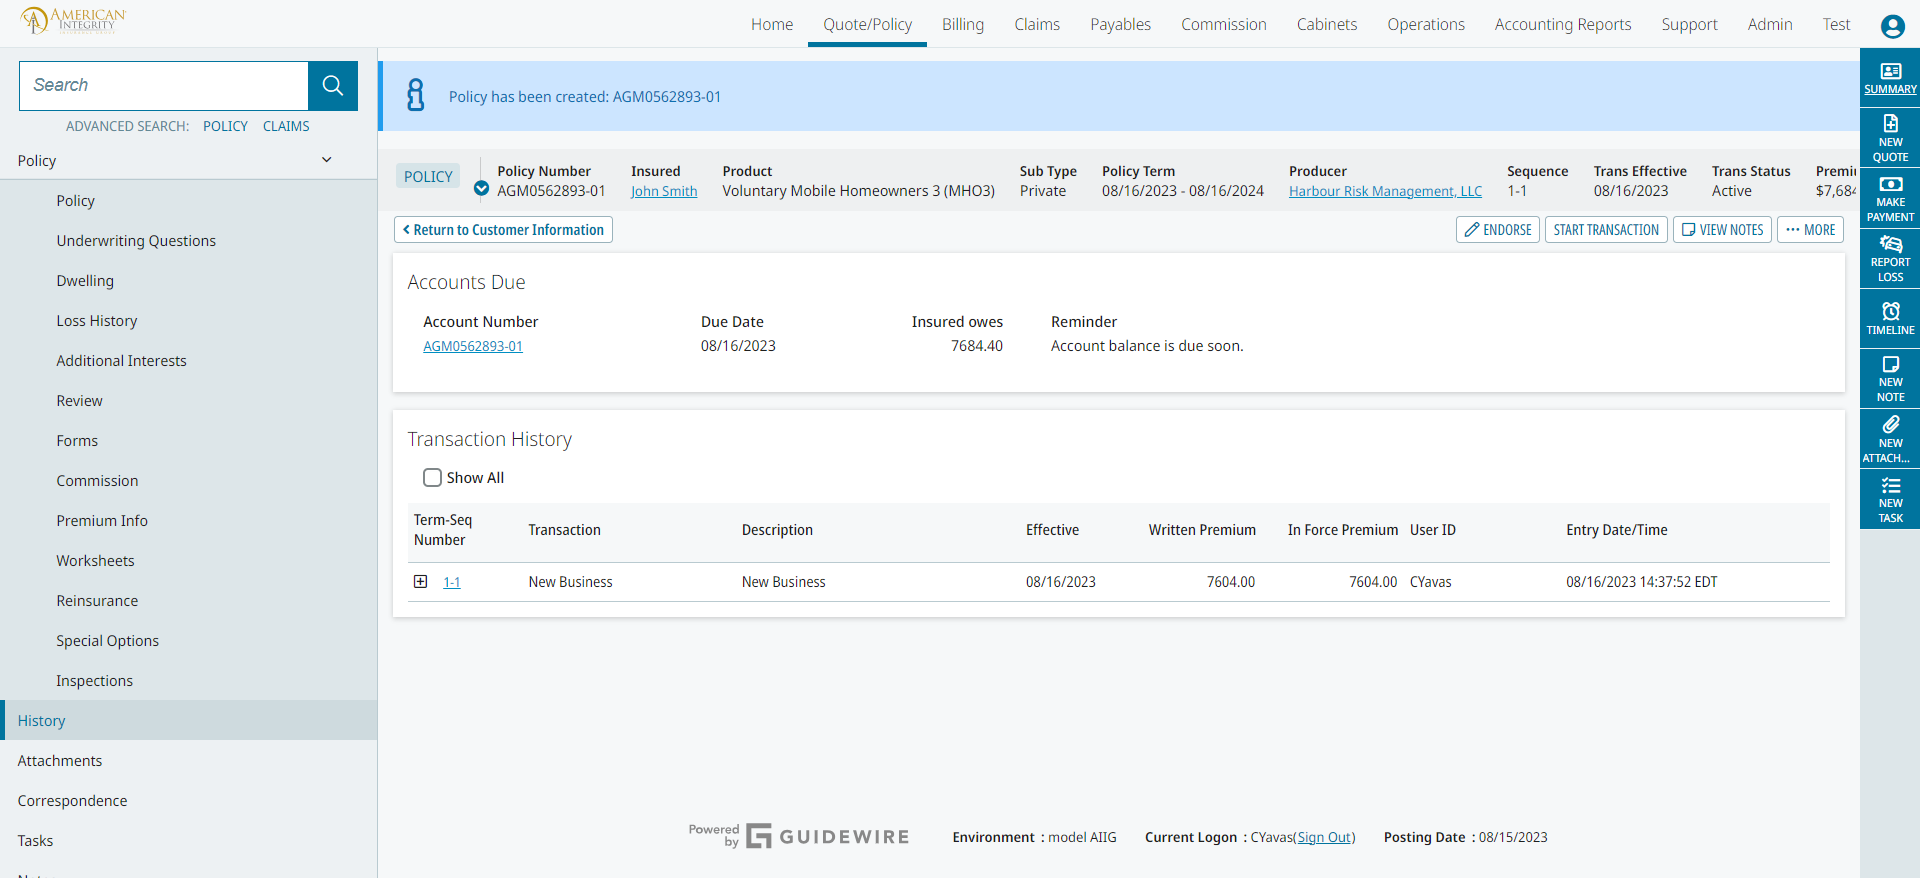 AMERICAN
INTEGRITY
Home Quote/Policy Billing Claims Payables Commission Cabinets Operations Accounting Reports Support Admin Test
Search
ADVANCED SEARCH: POLICY CLAIMS
Policy
Policy
Underwriting Questions
Dwelling
Loss History
Additional Interests
Review
Forms
Commission
Premium Info
Worksheets
Reinsurance
Special Options
Inspections
History
Attachments
Correspondence
Tasks
Policy has been created: AGM0562893-01
POLICY
Policy Number Insured Product Sub Type Policy Term Producer Sequence Trans Effective Trans Status Premiu
AGM0562893-01 John Smith Voluntary Mobile Homeowners 3 (MHO3) Private 08/16/2023 - 08/16/2024 Harbour Risk Management, LLC 1-1 08/16/2023 Active $7,684
Return to Customer Information
ENDORSE START TRANSACTION VIEW NOTES ··· MORE
Accounts Due
Account Number Due Date Insured owes Reminder
AGM0562893-01 08/16/2023 7684.40 Account balance is due soon.
Transaction History
Show All
Term-Seq
Number Transaction Description Effective Written Premium In Force Premium User ID Entry Date/Time
1-1 New Business New Business 08/16/2023 7604.00 7604.00 CYavas 08/16/2023 14:37:52 EDT
Powered
by GUIDEWIRE
Environment : model AIIG Current Logon : CYavas(Sign Out) Posting Date : 08/15/2023
SUMMARY
NEW
QUOTE
MAKE
PAYMENT
REPORT
LOSS
TIMELINE
NEW
NOTE
NEW
ATTACH...
NEW
TASK